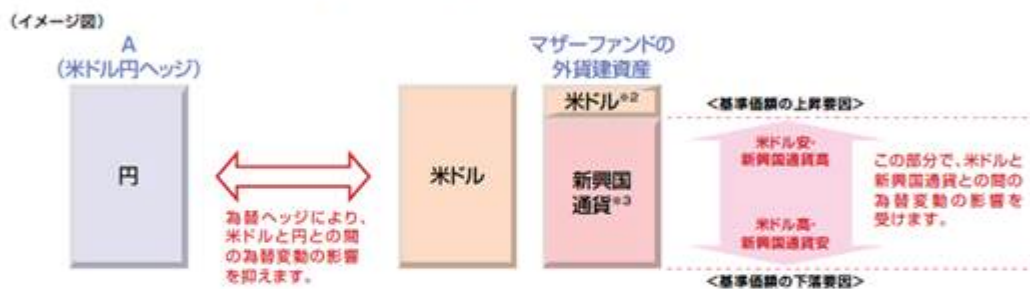 （イメージ図）
A
（米ドル円ヘッジ）
円
為替ヘッジにより、
米ドルと円との間
の為替変動の影響
を抑えます。
米ドル
マザーファンドの
外貨建資産
米ドル※2
新興国
通貨※3
＜基準価額の上昇要因＞
米ドル安・
新興国通貨高
米ドル高・
新興国通貨安
＜基準価額の下落要因＞
この部分で、米ドルと
新興国通貨との間の
為替変動の影響を
受けます。